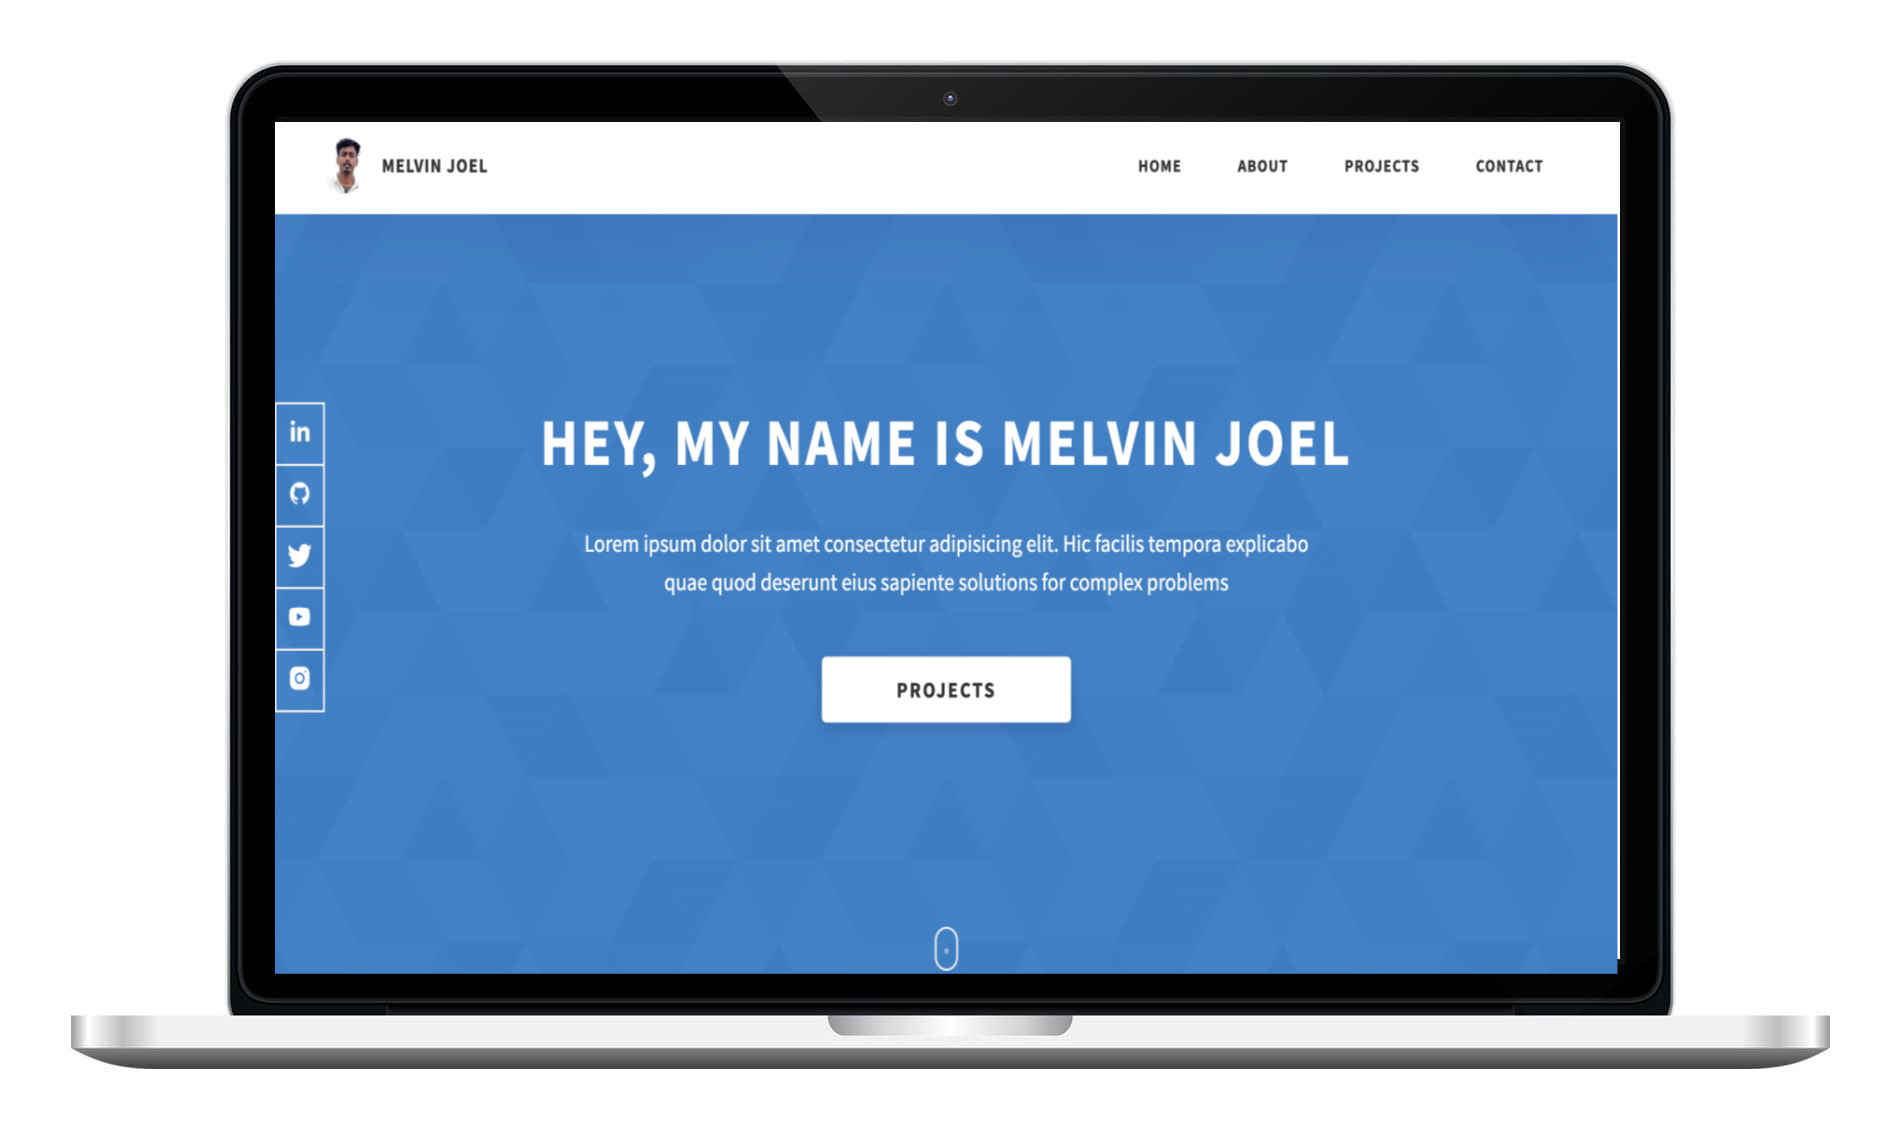 MELVIN JOEL
HOME ABOUT PROJECTS CONTACT
in
HEY, MY NAME IS MELVIN JOEL
Lorem ipsum dolor sit amet consectetur adipisicing elit. Hic facilis tempora explicabo
quae quod deserunt eius sapiente solutions for complex problems
PROJECTS